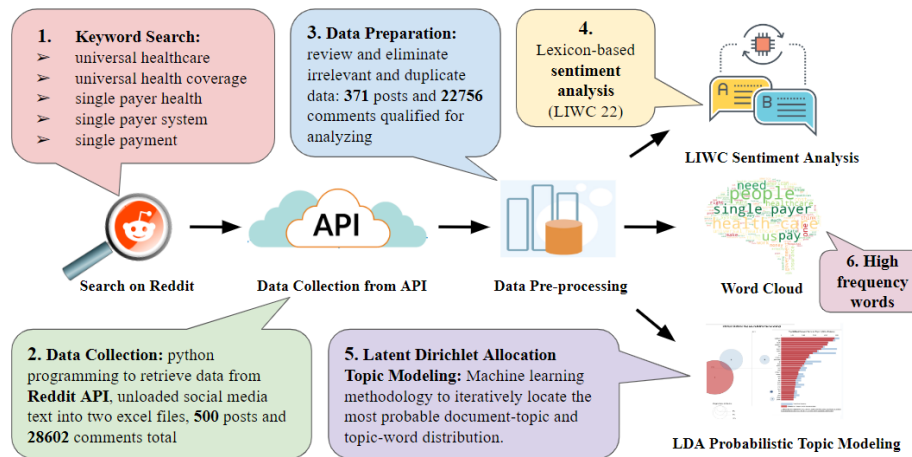 1. Keyword Search:
➢ universal healthcare
➢ universal health coverage
➢ single payer health
➢ single payer system
➢ single payment
3. Data Preparation:
review and eliminate
irrelevant and duplicate
data: 371 posts and 22756
comments qualified for
analyzing
4.
Lexicon-based
sentiment
analysis
(LIWC 22)
A
B
LIWC Sentiment Analysis
Search on Reddit
API
Data Collection from API
Data Pre-processing
need
people
healthcare
single payer
health care
us pay
one
Word Cloud
6. High
frequency
words
2. Data Collection: python
programming to retrieve data from
Reddit API, unloaded social media
text into two excel files, 500 posts and
28602 comments total
5. Latent Dirichlet Allocation
Topic Modeling: Machine learning
methodology to iteratively locate the
most probable document-topic and
topic-word distribution.
LDA Probabilistic Topic Modeling